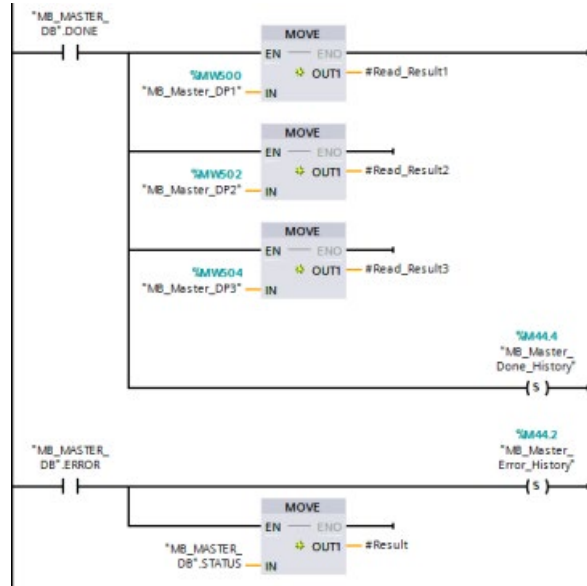 "MB_MASTER_
DB".DONE
MOVE
EN
ENO
%MW500
"MB_Master_DP1"
IN
OUT1
#Read_Result1
MOVE
EN
ENO
%MW502
"MB_Master_DP2"
IN
OUT1
#Read_Result2
MOVE
EN
ENO
%MW504
"MB_Master_DP3"
IN
OUT1
#Read_Result3
%M44.4
"MB_Master_
Done_History"
S
"MB_MASTER_
DB".ERROR
%M44.2
"MB_Master_
Error_History"
S
MOVE
EN
ENO
"MB_MASTER_
DB".STATUS
IN
OUT1
#Result